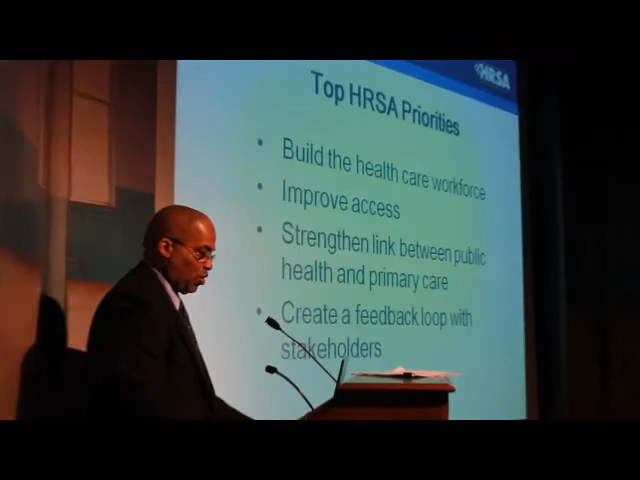 HRSA
Top HRSA Priorities
• Build the health care workforce
• Improve access
• Strengthen link between public
health and primary care
• Create a feedback loop with
stakeholders